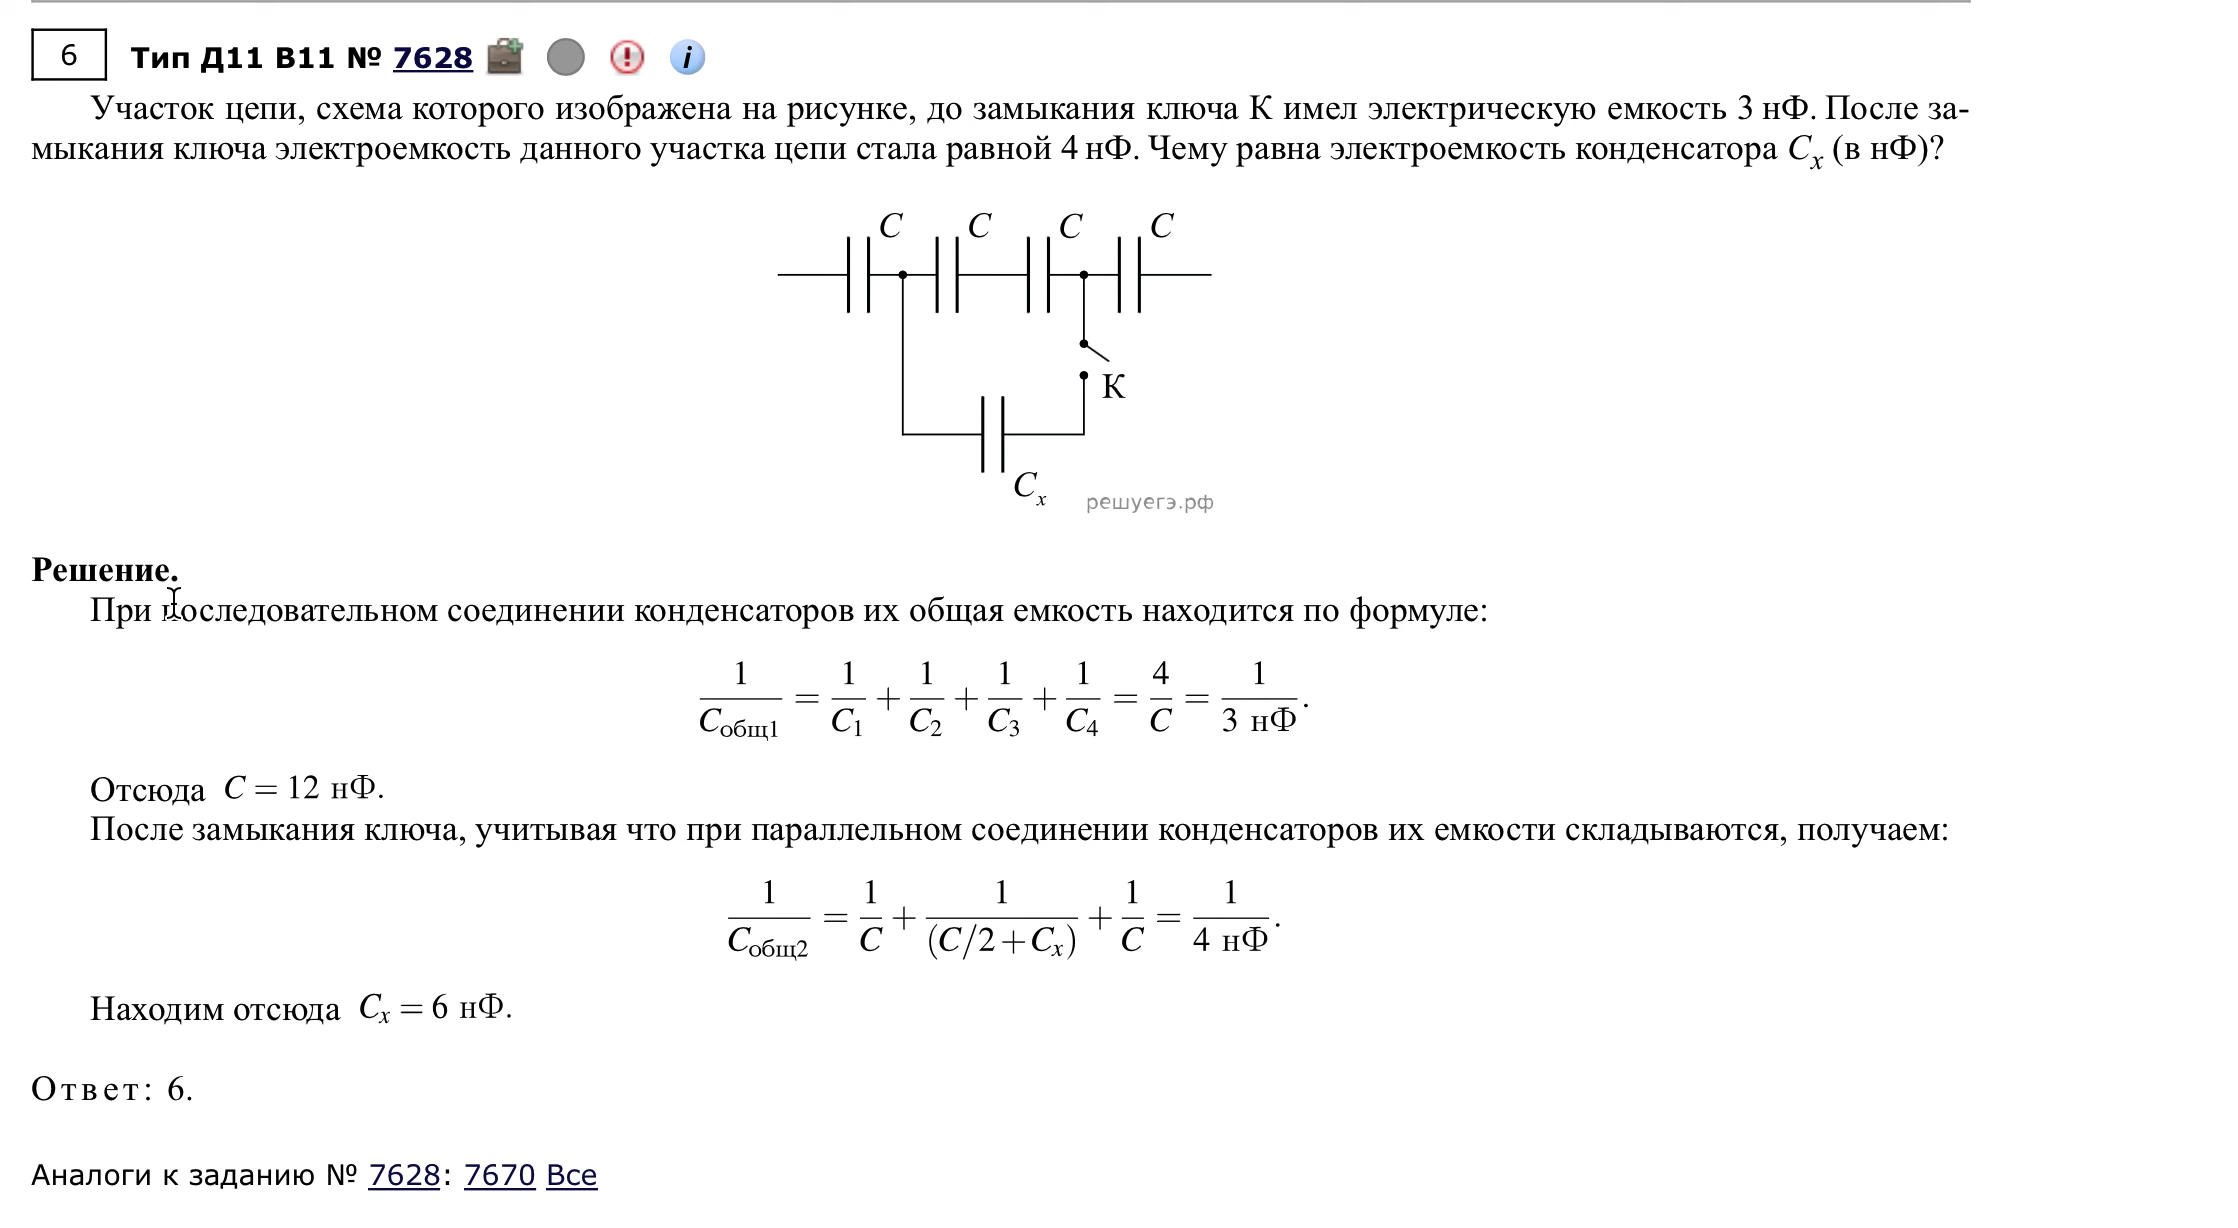 6 Тип Д11 B11 № 7628
Участок цепи, схема которого изображена на рисунке, до замыкания ключа К имел электрическую емкость 3 нФ. После за-
мыкания ключа электроемкость данного участка цепи стала равной 4 нФ. Чему равна электроемкость конденсатора Cₓ (в нФ)?
C C C C
К
Cₓ решуегэ.рф
Решение.
При последовательном соединении конденсаторов их общая емкость находится по формуле:
1/Cобщ1 = 1/C₁ + 1/C₂ + 1/C₃ + 1/C₄ = 4/C = 1/3 нФ.
Отсюда C = 12 нФ.
После замыкания ключа, учитывая что при параллельном соединении конденсаторов их емкости складываются, получаем:
1/Cобщ2 = 1/C + 1/(C/2+Cₓ) + 1/C = 1/4 нФ.
Находим отсюда Cₓ = 6 нФ.
Ответ: 6.
Аналоги к заданию № 7628: 7670 Все